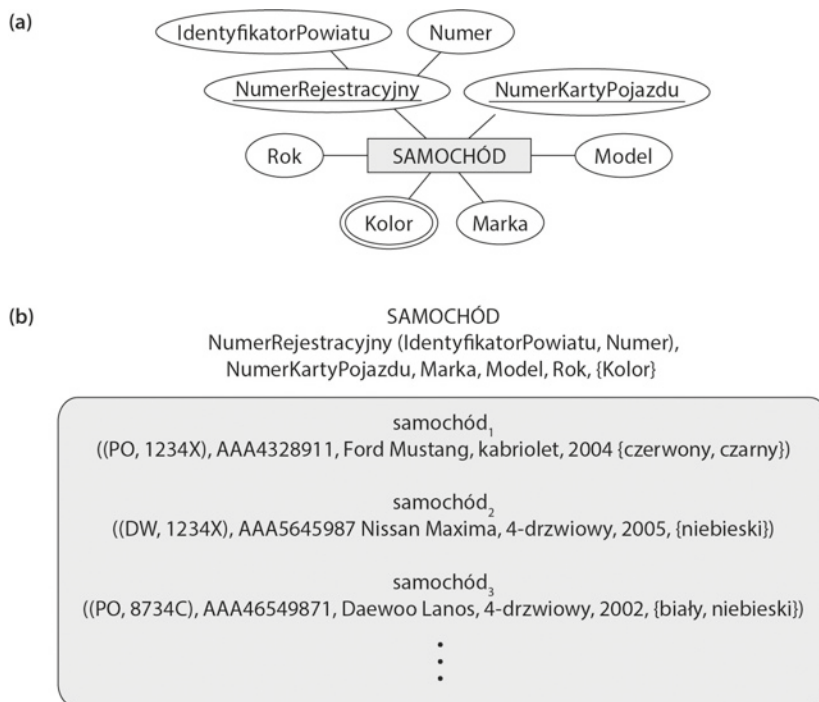 (a)
IdentyfikatorPowiatu
Numer
NumerRejestracyjny
NumerKartyPojazdu
Rok
SAMOCHÓD
Model
Kolor
Marka
(b)
SAMOCHÓD
NumerRejestracyjny (IdentyfikatorPowiatu, Numer),
NumerKartyPojazdu, Marka, Model, Rok, {Kolor}
samochód₁
((PO, 1234X), AAA4328911, Ford Mustang, kabriolet, 2004 {czerwony, czarny})
samochód₂
((DW, 1234X), AAA5645987 Nissan Maxima, 4-drzwiowy, 2005, {niebieski})
samochód₃
((PO, 8734C), AAA46549871, Daewoo Lanos, 4-drzwiowy, 2002, {biały, niebieski})